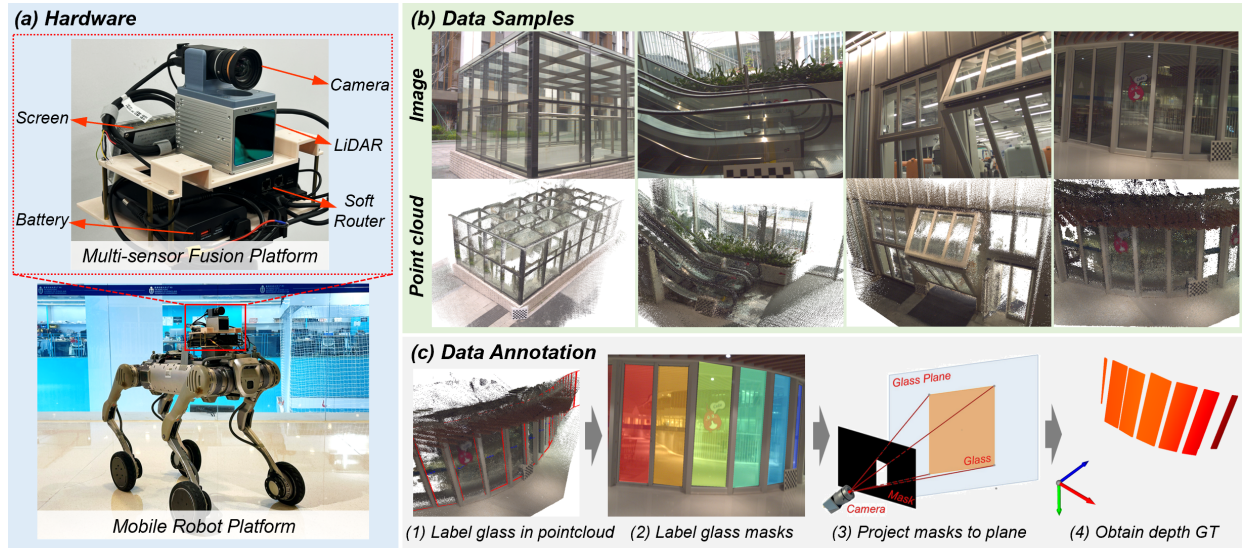 (a) Hardware
Camera
Screen
LiDAR
Soft
Router
Battery
Multi-sensor Fusion Platform
Mobile Robot Platform
(b) Data Samples
Image
Point cloud
(c) Data Annotation
Glass Plane
Glass
Mask
Camera
(1) Label glass in pointcloud
(2) Label glass masks
(3) Project masks to plane
(4) Obtain depth GT